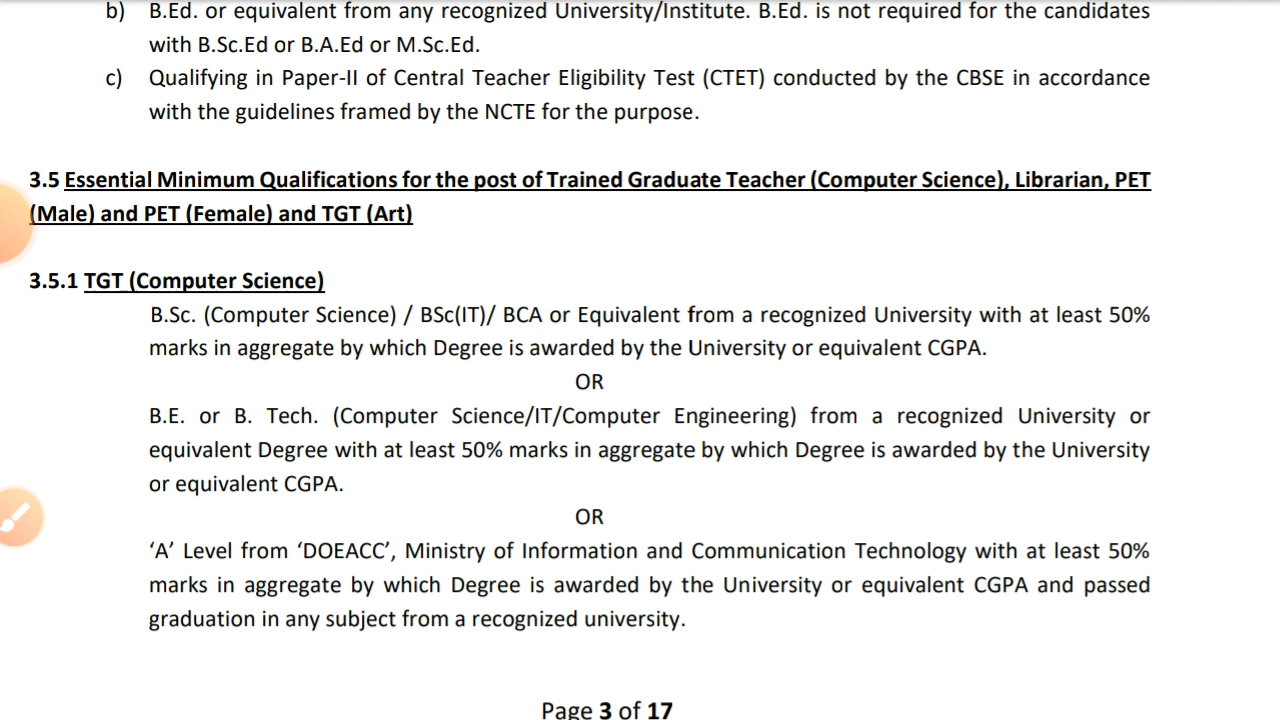 b) B.Ed. or equivalent from any recognized University/Institute. B.Ed. is not required for the candidates
with B.Sc.Ed or B.A.Ed or M.Sc.Ed.
c) Qualifying in Paper-II of Central Teacher Eligibility Test (CTET) conducted by the CBSE in accordance
with the guidelines framed by the NCTE for the purpose.
3.5 Essential Minimum Qualifications for the post of Trained Graduate Teacher (Computer Science), Librarian, PET
(Male) and PET (Female) and TGT (Art)
3.5.1 TGT (Computer Science)
B.Sc. (Computer Science) / BSc(IT)/ BCA or Equivalent from a recognized University with at least 50%
marks in aggregate by which Degree is awarded by the University or equivalent CGPA.
OR
B.E. or B. Tech. (Computer Science/IT/Computer Engineering) from a recognized University or
equivalent Degree with at least 50% marks in aggregate by which Degree is awarded by the University
or equivalent CGPA.
OR
‘A’ Level from ‘DOEACC’, Ministry of Information and Communication Technology with at least 50%
marks in aggregate by which Degree is awarded by the University or equivalent CGPA and passed
graduation in any subject from a recognized university.
Page 3 of 17